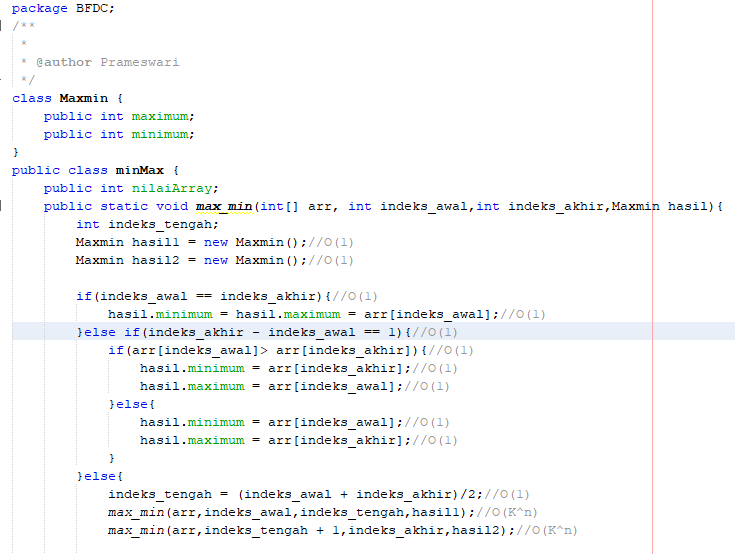 package BFDC;
/**
 *
 * @author Prameswari
 */
class Maxmin {
    public int maximum;
    public int minimum;
}
public class minMax {
    public int nilaiArray;
    public static void max_min(int[] arr, int indeks_awal,int indeks_akhir,Maxmin hasil){
        int indeks_tengah;
        Maxmin hasil1 = new Maxmin();//O(1)
        Maxmin hasil2 = new Maxmin();//O(1)

        if(indeks_awal == indeks_akhir){//O(1)
            hasil.minimum = hasil.maximum = arr[indeks_awal];//O(1)
        }else if(indeks_akhir - indeks_awal == 1){//O(1)
            if(arr[indeks_awal]> arr[indeks_akhir]){//O(1)
                hasil.minimum = arr[indeks_akhir];//O(1)
                hasil.maximum = arr[indeks_awal];//O(1)
            }else{
                hasil.minimum = arr[indeks_awal];//O(1)
                hasil.maximum = arr[indeks_akhir];//O(1)
            }
        }else{
            indeks_tengah = (indeks_awal + indeks_akhir)/2;//O(1)
            max_min(arr,indeks_awal,indeks_tengah,hasil1);//O(K^n)
            max_min(arr,indeks_tengah + 1,indeks_akhir,hasil2);//O(K^n)